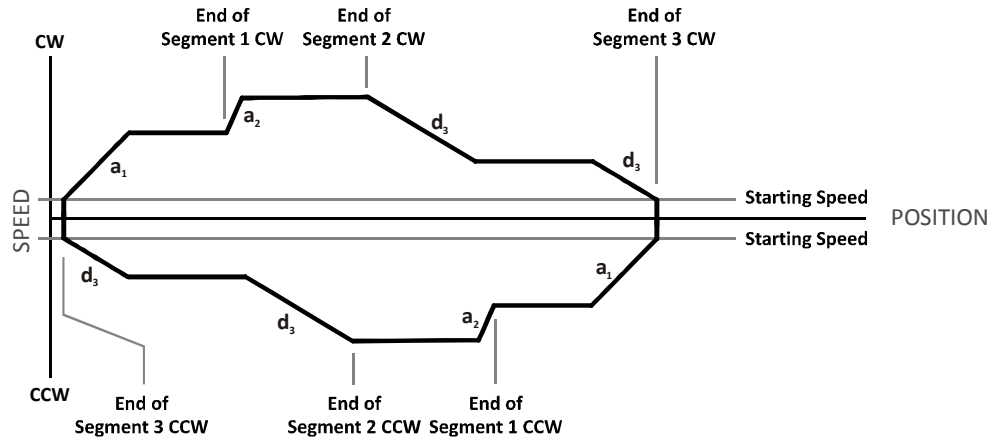 End of
Segment 1 CW
End of
Segment 2 CW
End of
Segment 3 CW
CW
a2
d3
a1
d3
SPEED
Starting Speed
POSITION
Starting Speed
d3
a1
a2
d3
CCW
End of
Segment 3 CCW
End of
Segment 2 CCW
End of
Segment 1 CCW